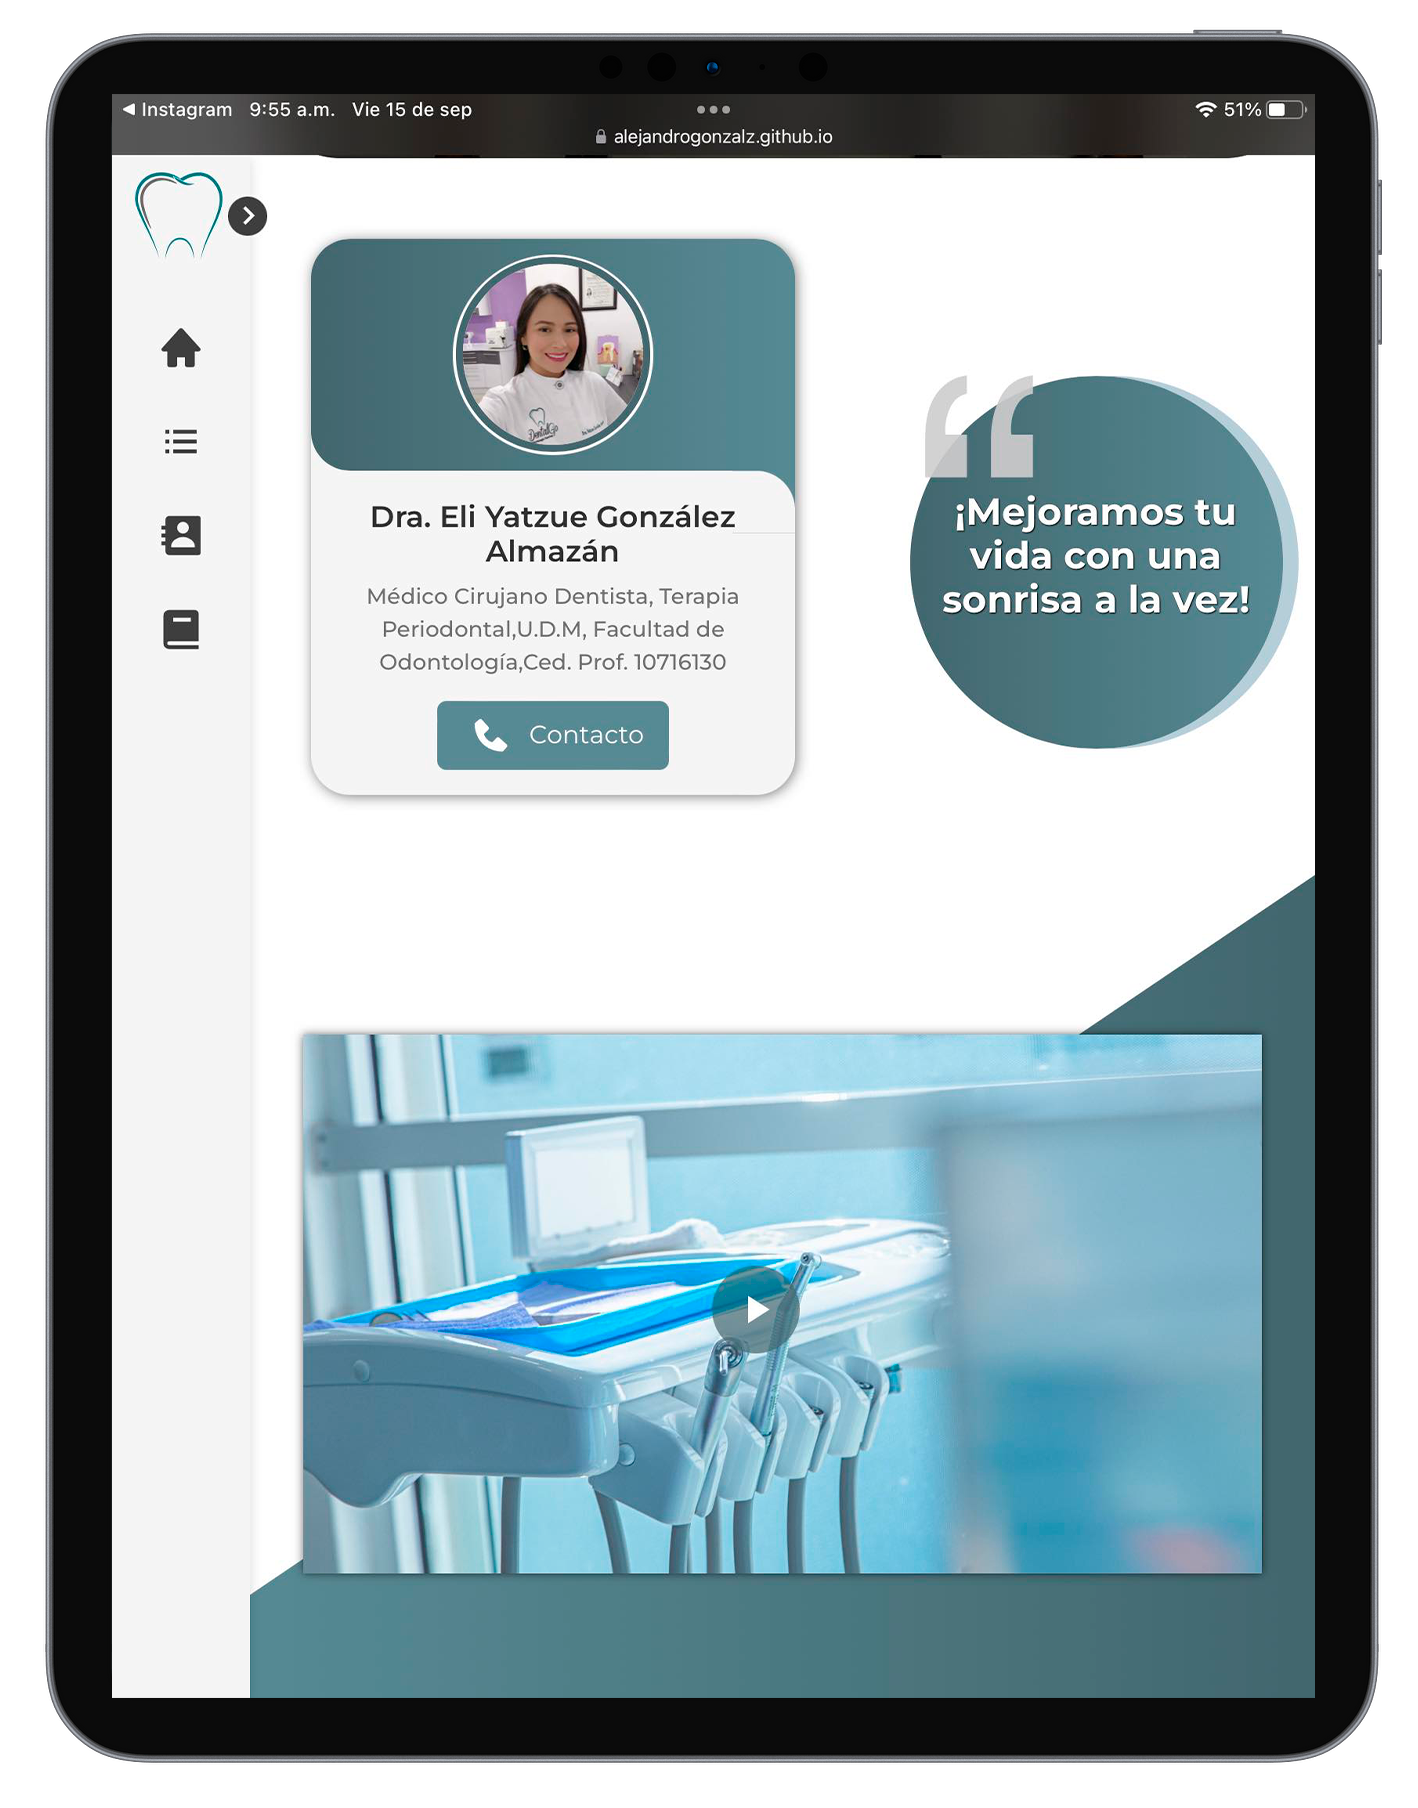 Instagram 9:55 a.m. Vie 15 de sep
51%
alejandrogonzalz.github.io
DentalGo
Dra. Eli Yatzue González
Almazán
Médico Cirujano Dentista, Terapia
Periodontal,U.D.M, Facultad de
Odontología,Ced. Prof. 10716130
Contacto
¡Mejoramos tu
vida con una
sonrisa a la vez!